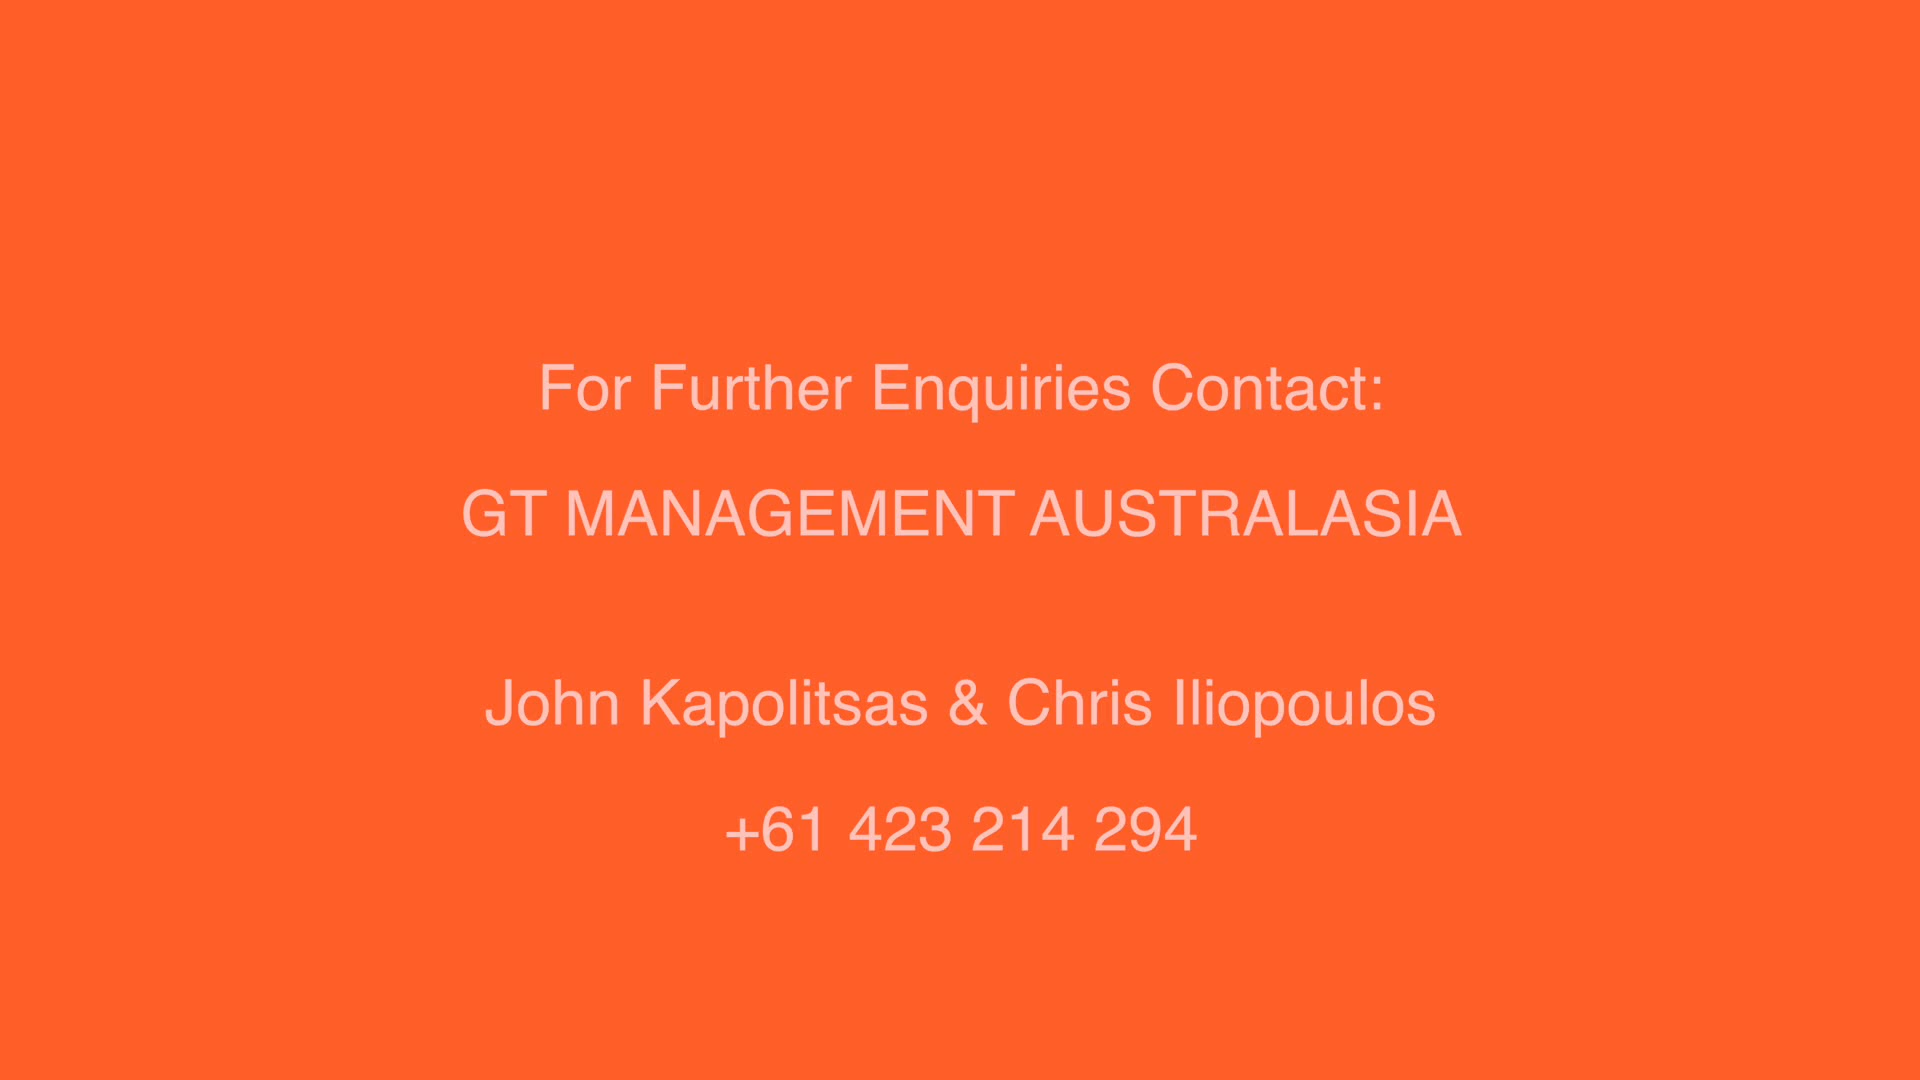 For Further Enquiries Contact:
GT MANAGEMENT AUSTRALASIA
John Kapolitsas & Chris Iliopoulos
+61 423 214 294